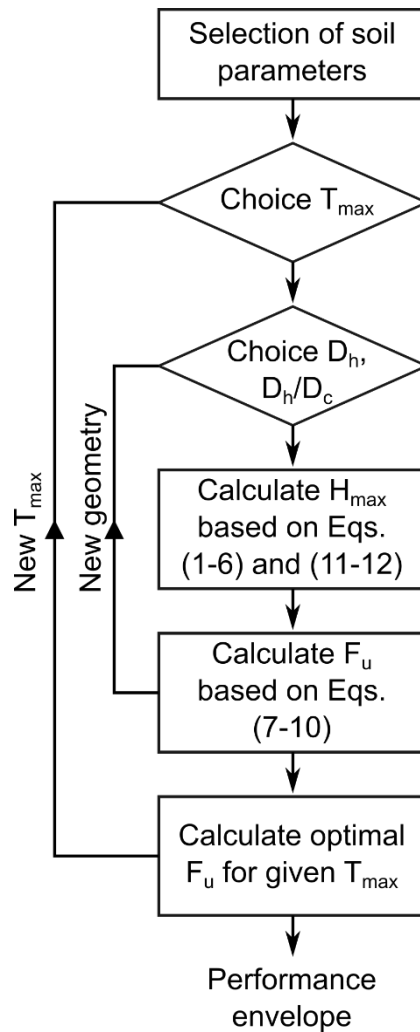 Selection of soil
parameters
Choice T_max
Choice D_h,
D_h/D_c
New T_max
New geometry
Calculate H_max
based on Eqs.
(1-6) and (11-12)
Calculate F_u
based on Eqs.
(7-10)
Calculate optimal
F_u for given T_max
Performance
envelope